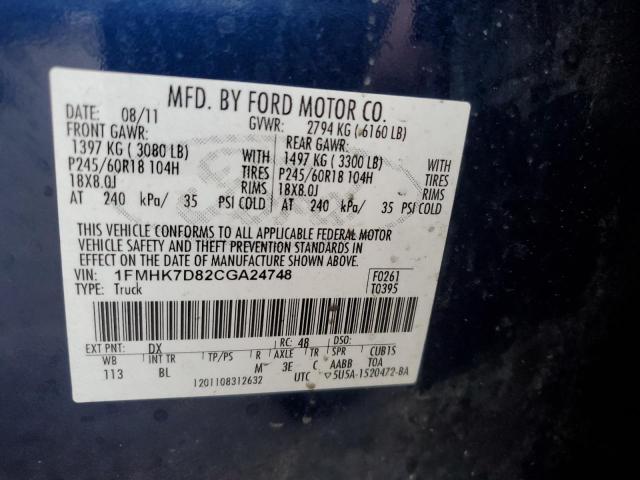 MFD. BY FORD MOTOR CO.
DATE: 08/11 GVWR: 2794 KG ( 6160 LB)
FRONT GAWR: REAR GAWR:
1397 KG ( 3080 LB) WITH 1497 KG ( 3300 LB) WITH
P245/60R18 104H TIRES P245/60R18 104H TIRES
18X8.0J RIMS 18X8.0J RIMS
AT 240 kPa/ 35 PSI COLD AT 240 kPa/ 35 PSI COLD
THIS VEHICLE CONFORMS TO ALL APPLICABLE FEDERAL MOTOR
VEHICLE SAFETY AND THEFT PREVENTION STANDARDS IN
EFFECT ON THE DATE OF MANUFACTURE SHOWN ABOVE.
VIN: 1FMHK7D82CGA24748 F0261
TYPE: Truck T0395
EXT PNT: DX RC: 48 DSO:
WB INT TR TP/PS R AXLE TR SPR CUB1S
113 BL M 3E C AABB TOA
1201108312632 UTC ▽5U5A-1520472-BA